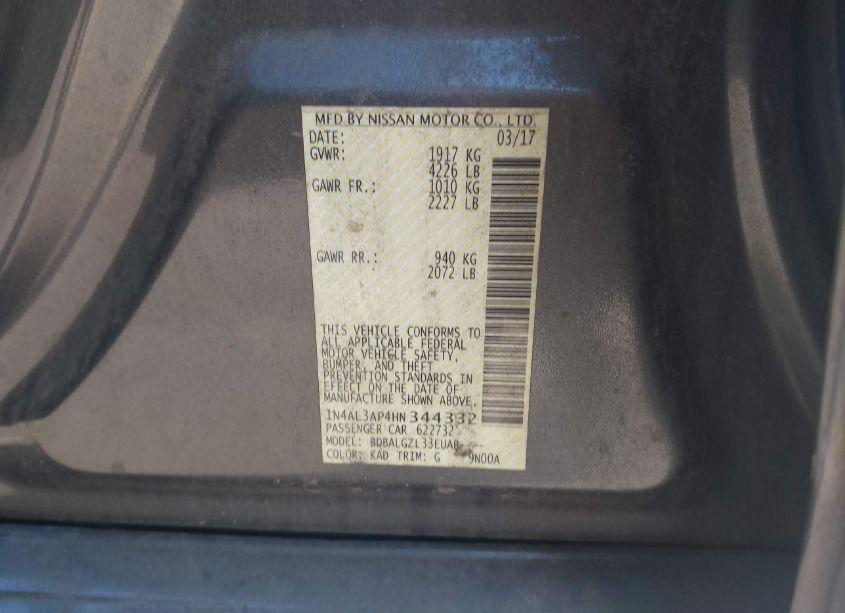 MFD BY NISSAN MOTOR CO., LTD.
DATE: 03/17
GVWR: 1917 KG
4226 LB
GAWR FR.: 1010 KG
2227 LB
GAWR RR.: 940 KG
2072 LB
THIS VEHICLE CONFORMS TO
ALL APPLICABLE FEDERAL
MOTOR VEHICLE SAFETY,
BUMPER, AND THEFT
PREVENTION STANDARDS IN
EFFECT ON THE DATE OF
MANUFACTURE SHOWN ABOVE.
1N4AL3AP4HN344332
PASSENGER CAR 622732
MODEL: BDBALGZL33EUAB
COLOR: KAD TRIM: G 9N00A